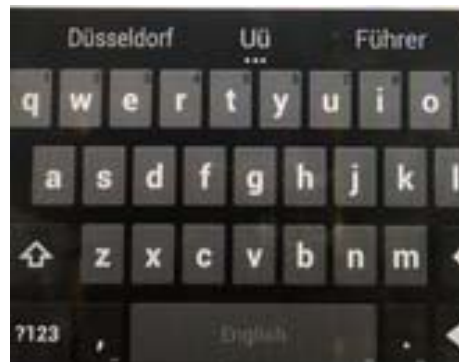 Düsseldorf Uü Führer
q w e r t y u i o
a s d f g h j k l
z x c v b n m
?123 , English .